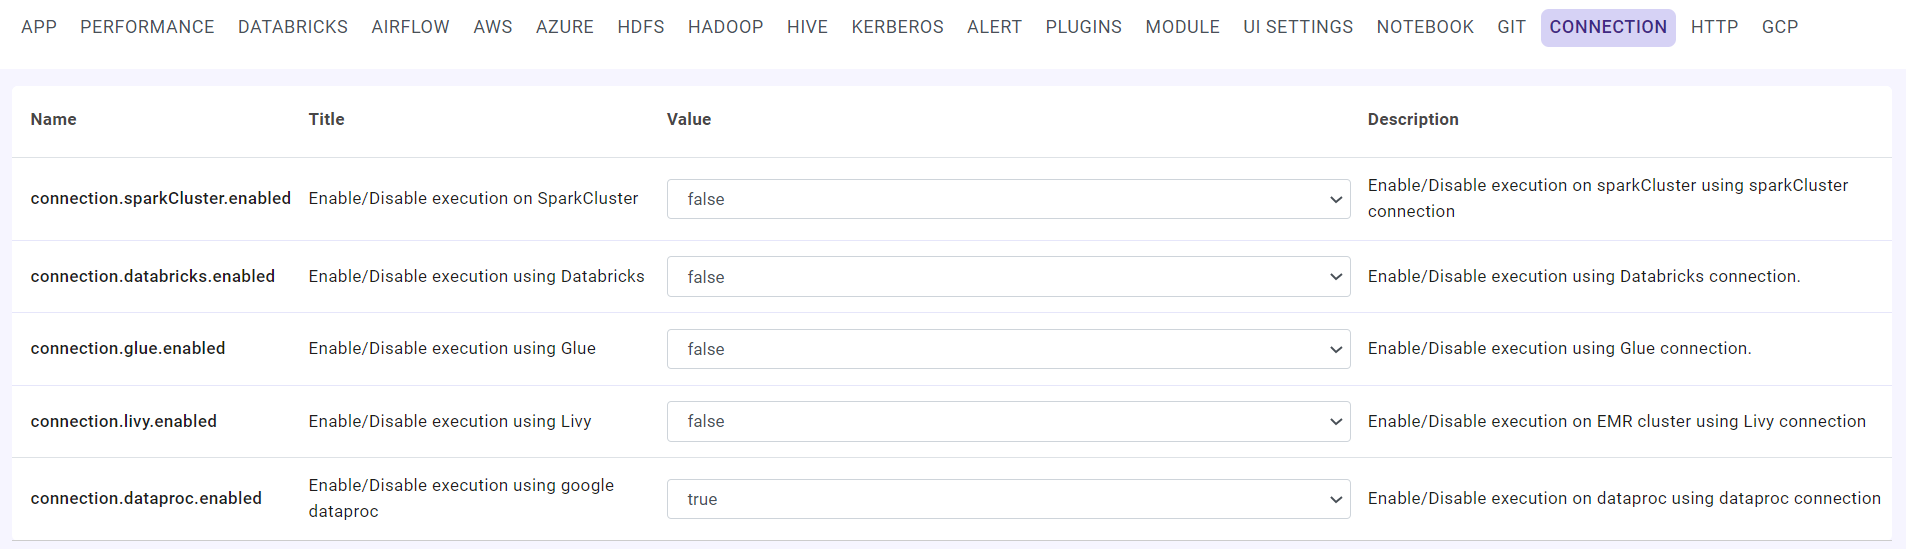 APP PERFORMANCE DATABRICKS AIRFLOW AWS AZURE HDFS HADOOP HIVE KERBEROS ALERT PLUGINS MODULE UI SETTINGS NOTEBOOK GIT CONNECTION HTTP GCP
Name Title Value Description
connection.sparkCluster.enabled Enable/Disable execution on SparkCluster false Enable/Disable execution on sparkCluster using sparkCluster
connection
connection.databricks.enabled Enable/Disable execution using Databricks false Enable/Disable execution using Databricks connection.
connection.glue.enabled Enable/Disable execution using Glue false Enable/Disable execution using Glue connection.
connection.livy.enabled Enable/Disable execution using Livy false Enable/Disable execution on EMR cluster using Livy connection
connection.dataproc.enabled Enable/Disable execution using google
dataproc true Enable/Disable execution on dataproc using dataproc connection